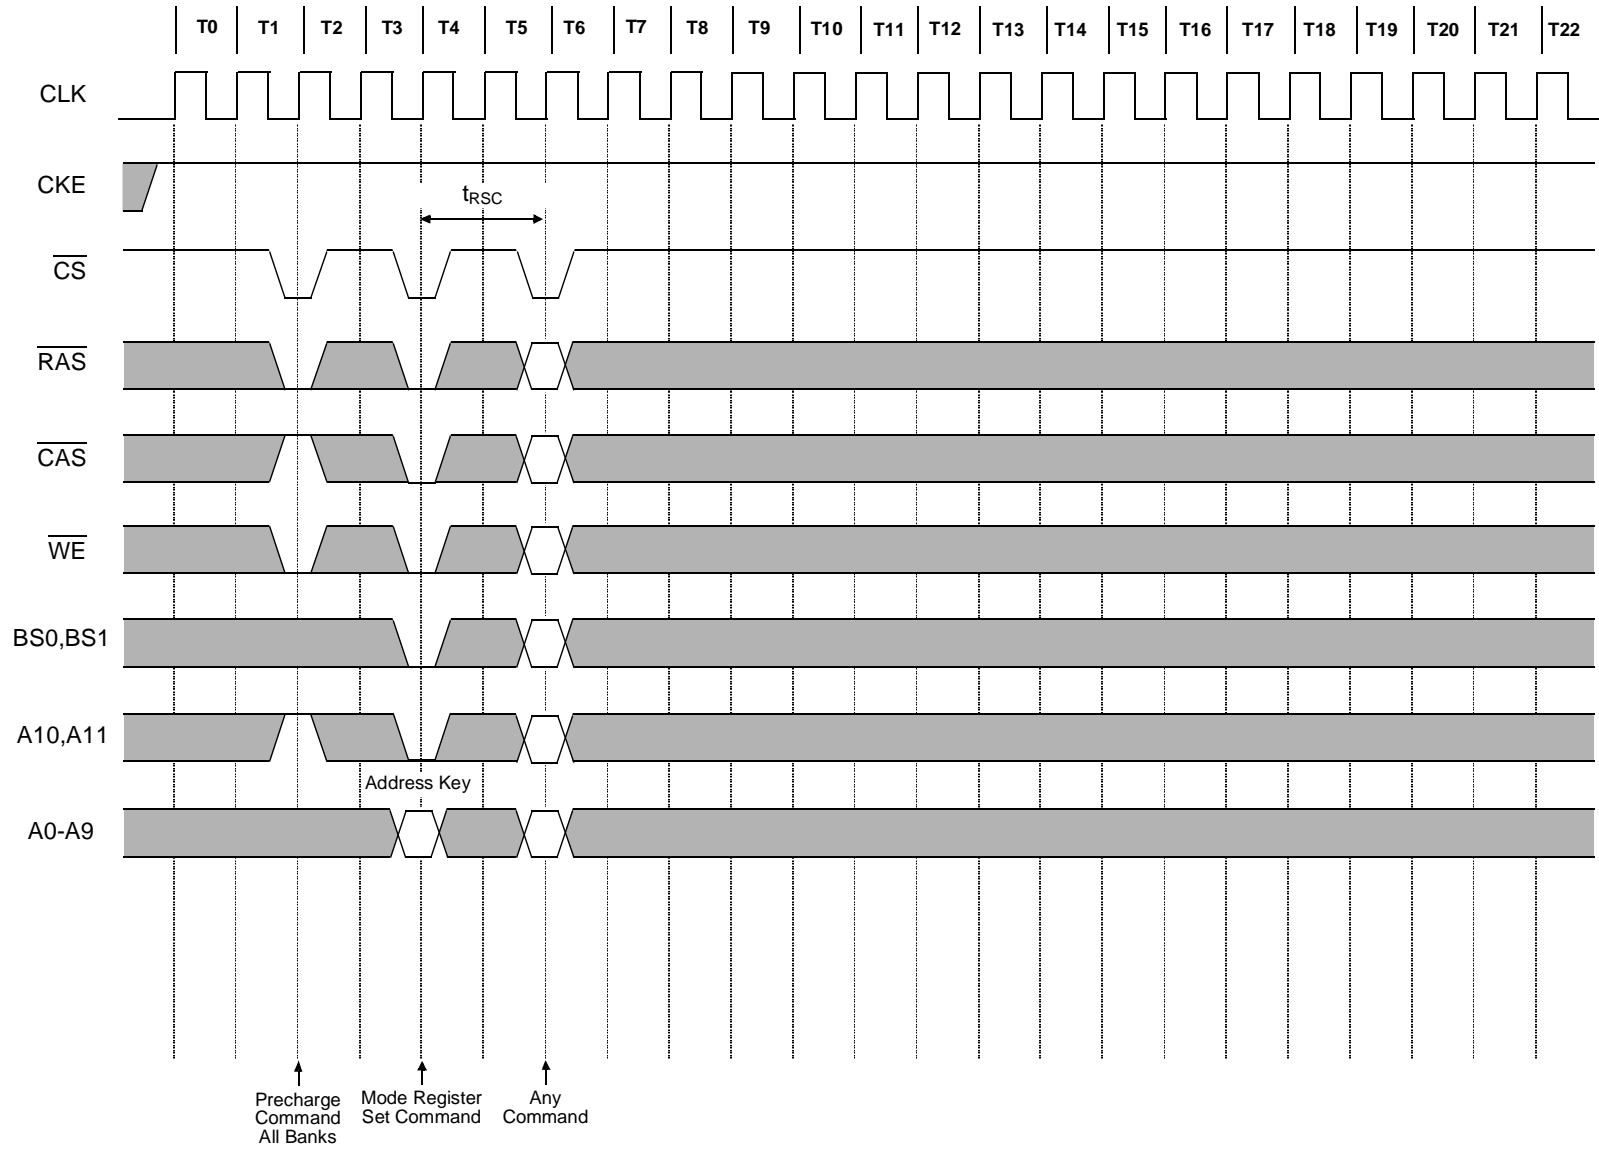 T0 T1 T2 T3 T4 T5 T6 T7 T8 T9 T10 T11 T12 T13 T14 T15 T16 T17 T18 T19 T20 T21 T22
CLK
CKE
tRSC
CS
RAS
CAS
WE
BS0,BS1
A10,A11
Address Key
A0-A9
Precharge
Command
All Banks
Mode Register
Set Command
Any
Command